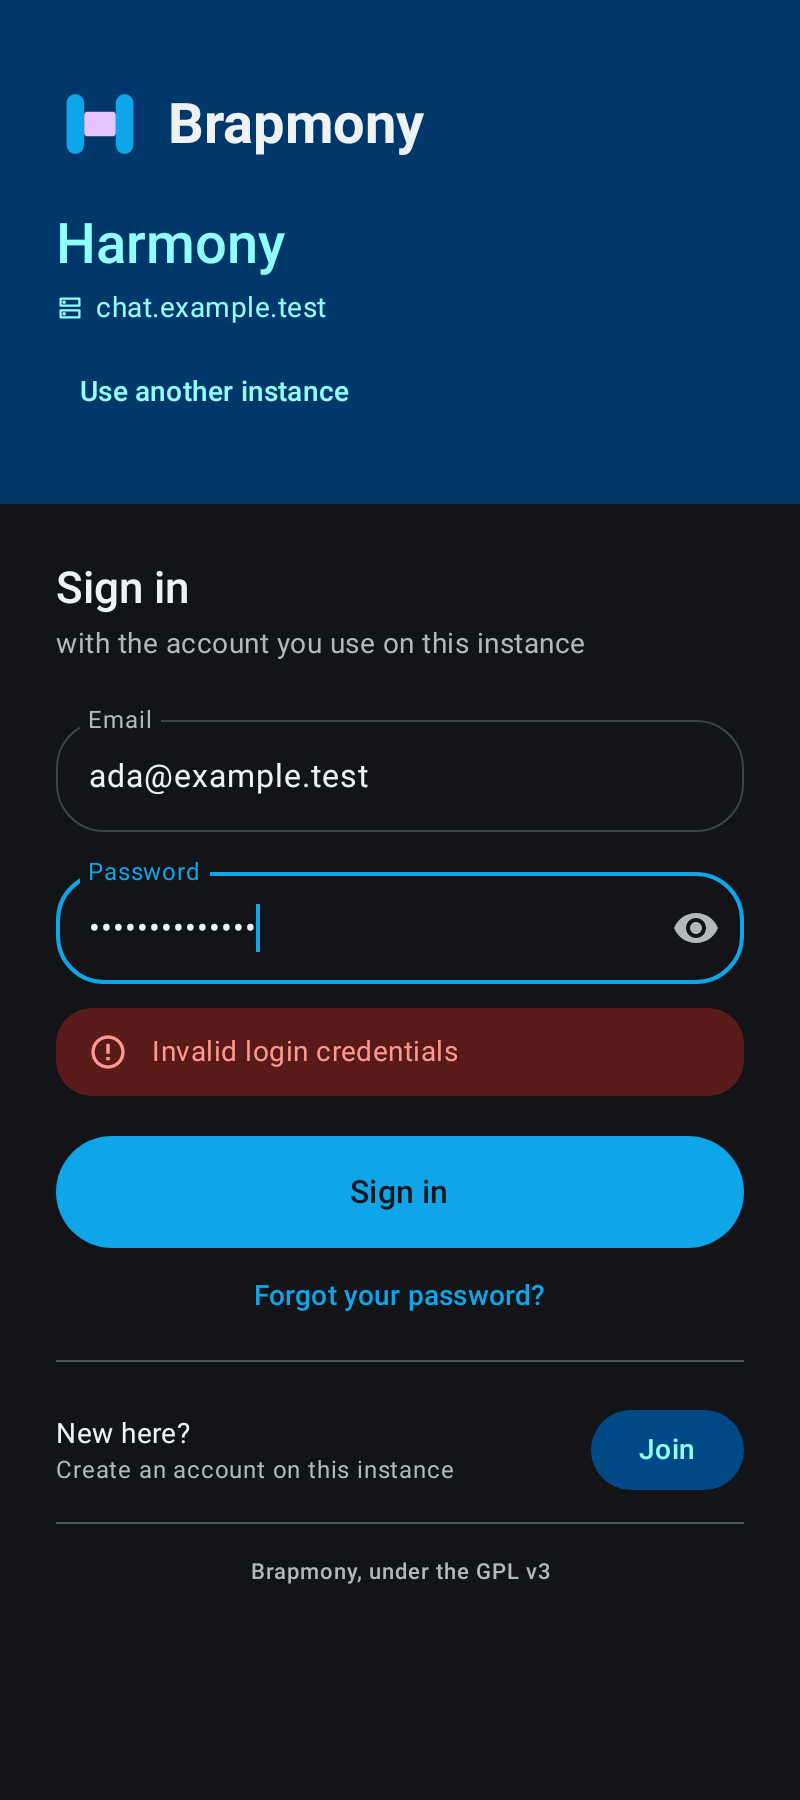 Brapmony
Harmony
chat.example.test
Use another instance
Sign in
with the account you use on this instance
Email
ada@example.test
Password
••••••••••••••
Invalid login credentials
Sign in
Forgot your password?
New here?
Create an account on this instance
Join
Brapmony, under the GPL v3